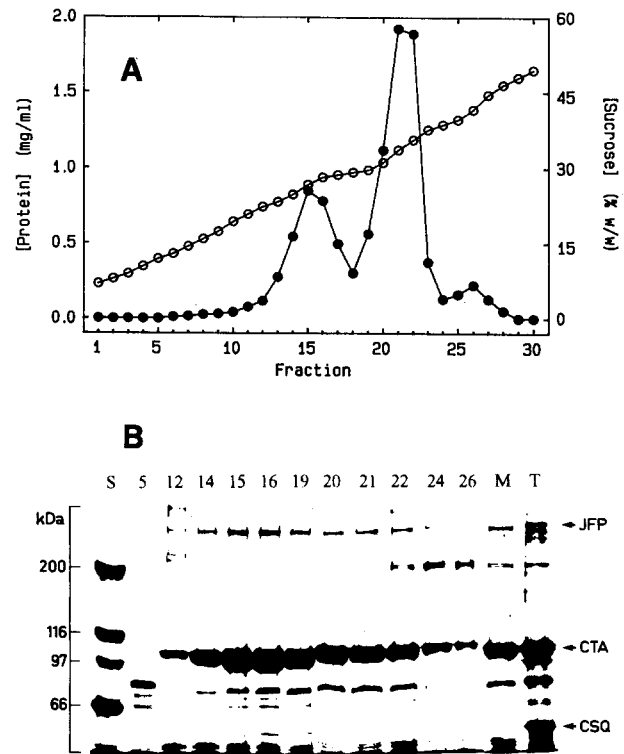 A
[Protein] (mg/ml)
2.0
1.5
1.0
0.5
0.0
60
45
30
15
0
[Sucrose] (% w/w)
1 5 10 15 20 25 30
Fraction
B
S 5 12 14 15 16 19 20 21 22 24 26 M T
kDa
200
116
97
66
JFP
CTA
CSQ